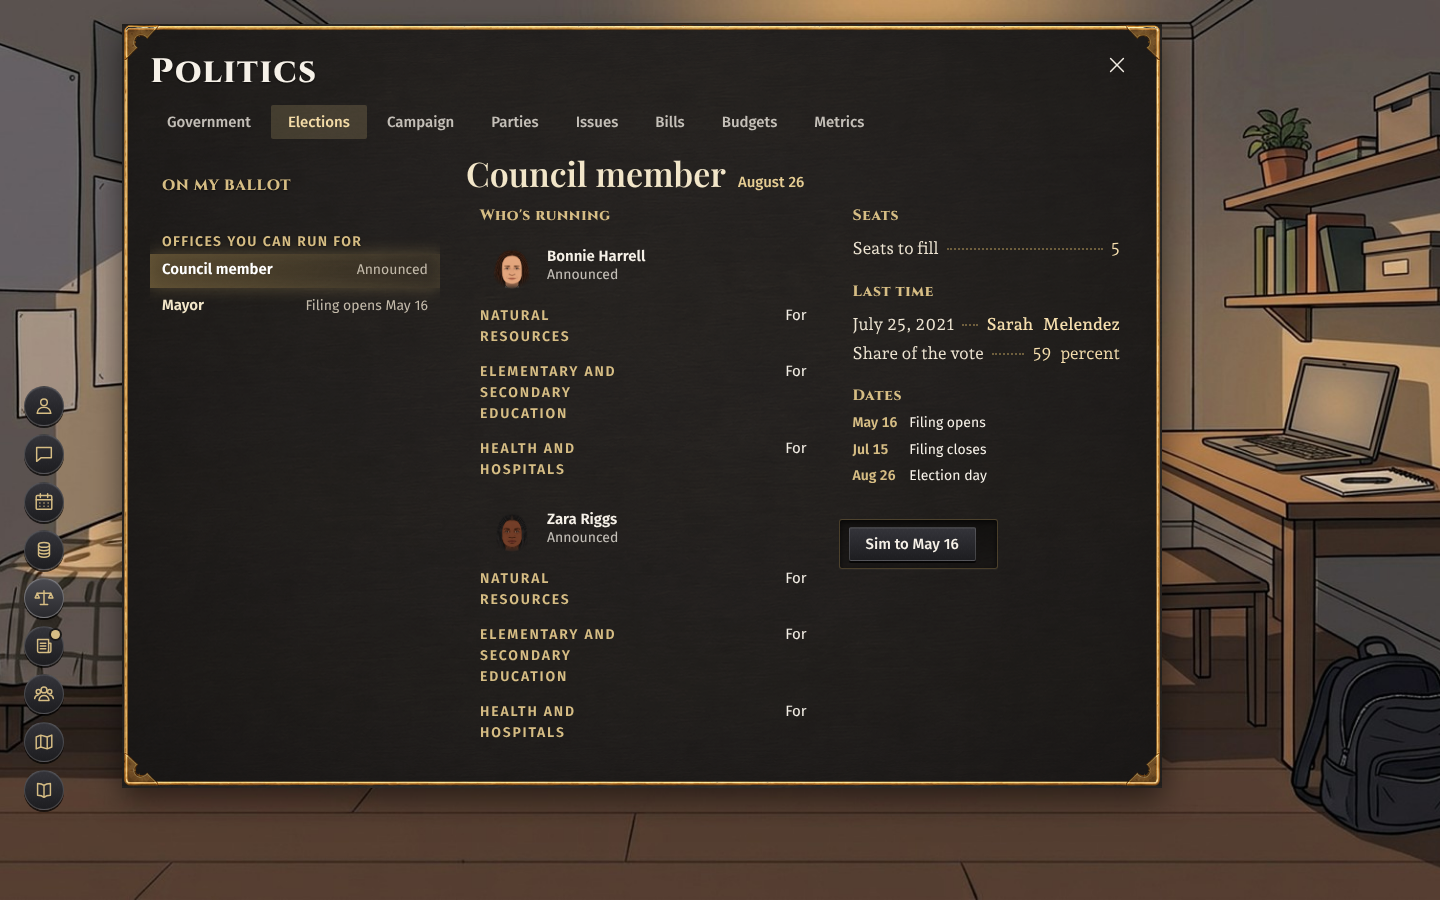 Politics
Government Elections Campaign Parties Issues Bills Budgets Metrics
On my ballot
OFFICES YOU CAN RUN FOR
Council member Announced
Mayor Filing opens May 16
Council member August 26
Who's running
Bonnie Harrell
Announced
NATURAL RESOURCES For
ELEMENTARY AND SECONDARY EDUCATION For
HEALTH AND HOSPITALS For
Zara Riggs
Announced
NATURAL RESOURCES For
ELEMENTARY AND SECONDARY EDUCATION For
HEALTH AND HOSPITALS For
Seats
Seats to fill 5
Last time
July 25, 2021 Sarah Melendez
Share of the vote 59 percent
Dates
May 16 Filing opens
Jul 15 Filing closes
Aug 26 Election day
Sim to May 16